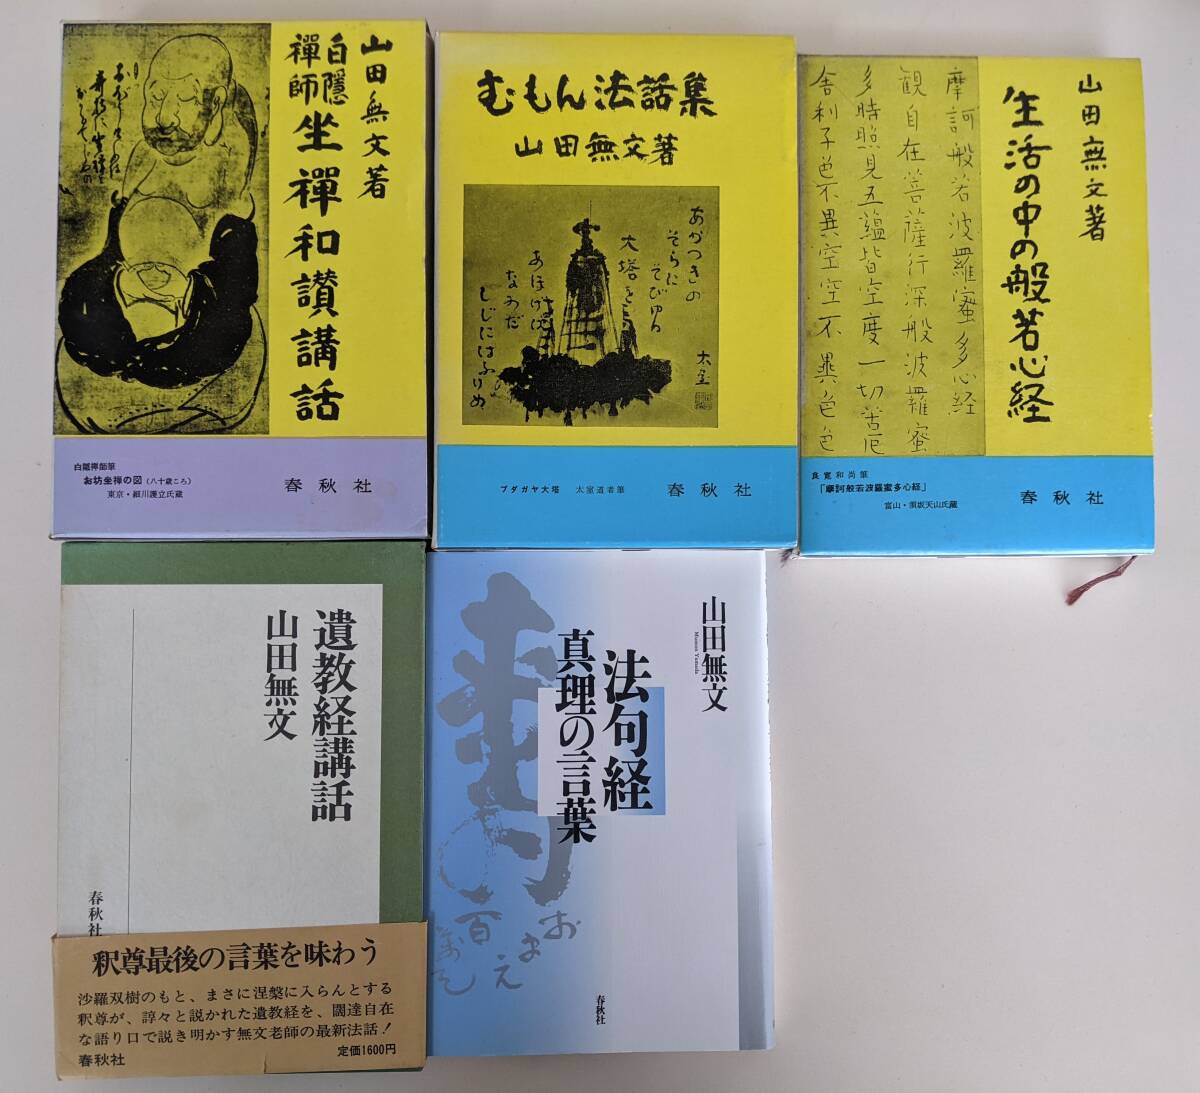 山田無文著
白隠禅師
坐禅和讃講話
白隠禅師筆
お坊坐禅の図（八十歳ころ）
東京・細川護立氏蔵
春秋社
むもん法話集
山田無文著
あかつきの
そらに
そびゆる
大塔をこ
あほげば
なみだ
しじにはふりぬ
太室
ブダガヤ大塔　太室道者筆
春秋社
山田無文著
生活の中の般若心経
摩訶般若波羅蜜多心経
観自在菩薩行深般波羅蜜
多時照見五蘊皆空度一切苦厄
舎利子色不異空空不異色色
良寛和尚筆
「摩訶般若波羅蜜多心経」
富山・須坂天山氏蔵
春秋社
遺教経講話
山田無文
春秋社
釈尊最後の言葉を味わう
沙羅双樹のもと、まさに涅槃に入らんとする
釈尊が、諄々と説かれた遺教経を、闊達自在
な語り口で説き明かす無文老師の最新法話！
春秋社
定価1600円
山田無文
Mumon Yamada
法句経
真理の言葉
寿
おまえ
百
春秋社